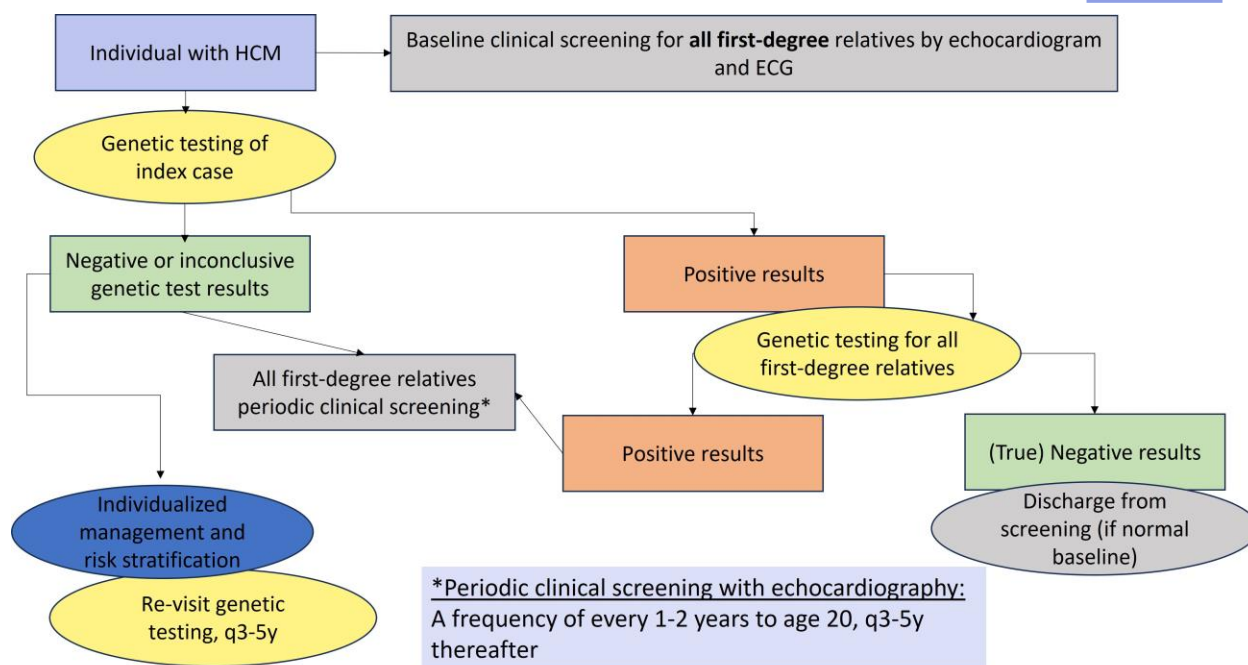 Individual with HCM
Baseline clinical screening for all first-degree relatives by echocardiogram
and ECG
Genetic testing of
index case
Negative or inconclusive
genetic test results
Positive results
Genetic testing for all
first-degree relatives
All first-degree relatives
periodic clinical screening*
Positive results
(True) Negative results
Discharge from
screening (if normal
baseline)
Individualized
management and
risk stratification
Re-visit genetic
testing, q3-5y
*Periodic clinical screening with echocardiography:
A frequency of every 1-2 years to age 20, q3-5y
thereafter